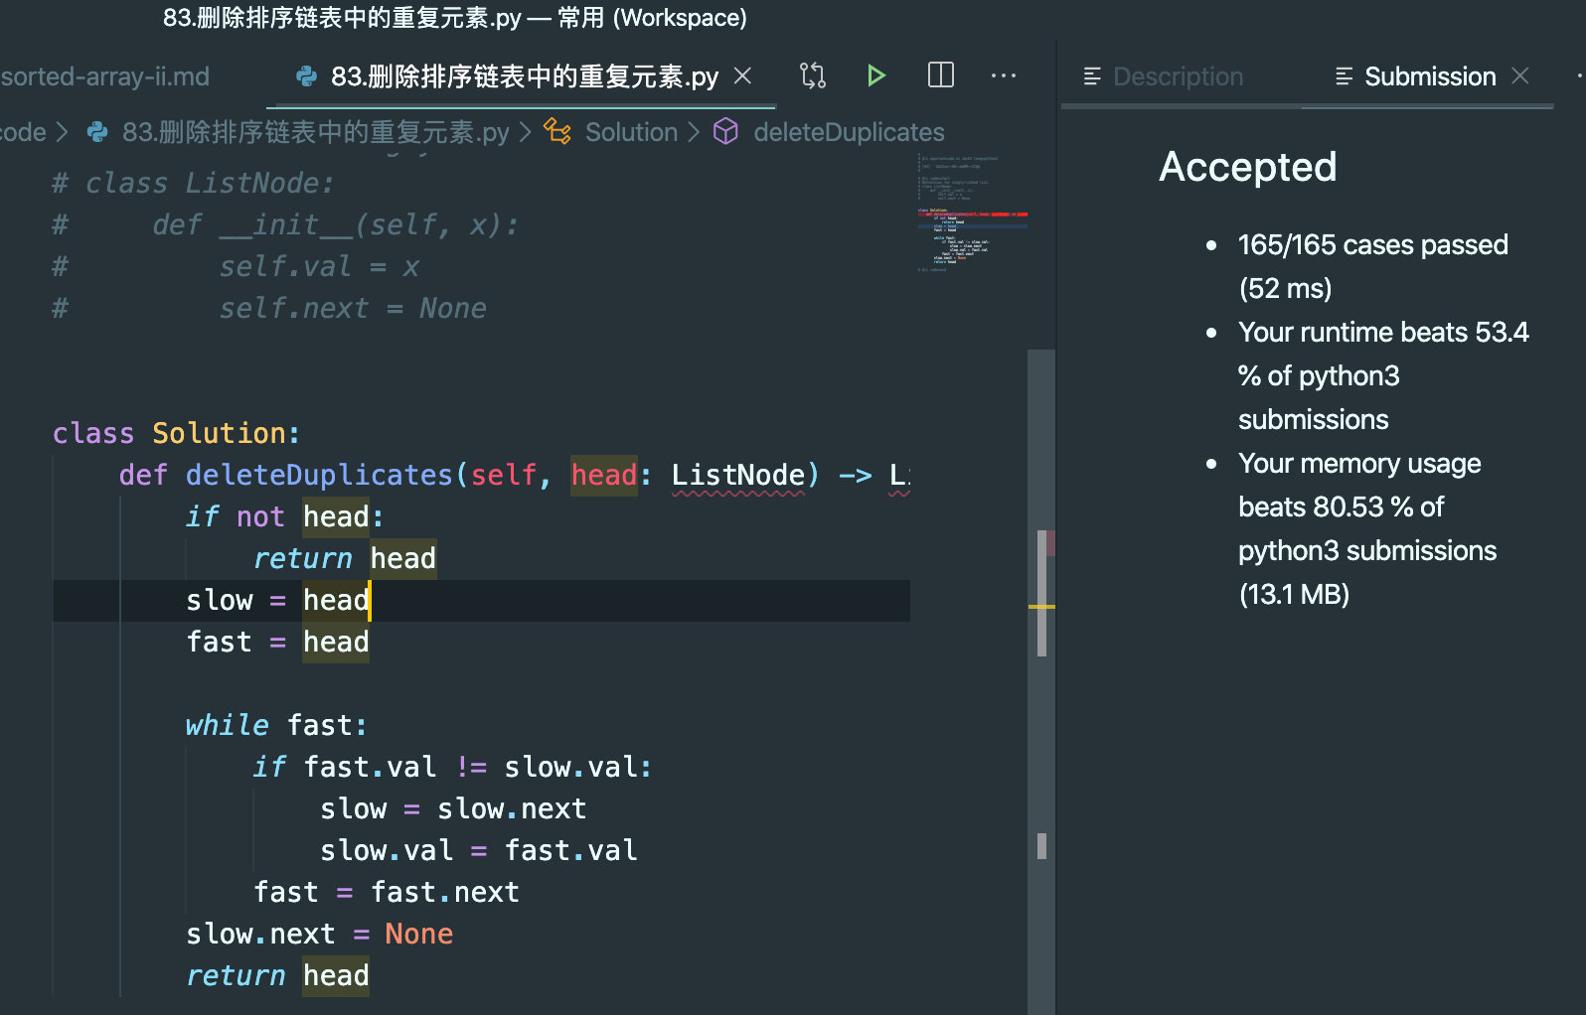 83.删除排序链表中的重复元素.py — 常用 (Workspace)
sorted-array-ii.md
83.删除排序链表中的重复元素.py
Description
Submission
code > 83.删除排序链表中的重复元素.py > Solution > deleteDuplicates
# class ListNode:
#     def __init__(self, x):
#         self.val = x
#         self.next = None
class Solution:
    def deleteDuplicates(self, head: ListNode) -> Li
        if not head:
            return head
        slow = head
        fast = head
        while fast:
            if fast.val != slow.val:
                slow = slow.next
                slow.val = fast.val
            fast = fast.next
        slow.next = None
        return head
Accepted
• 165/165 cases passed
(52 ms)
• Your runtime beats 53.4
% of python3
submissions
• Your memory usage
beats 80.53 % of
python3 submissions
(13.1 MB)